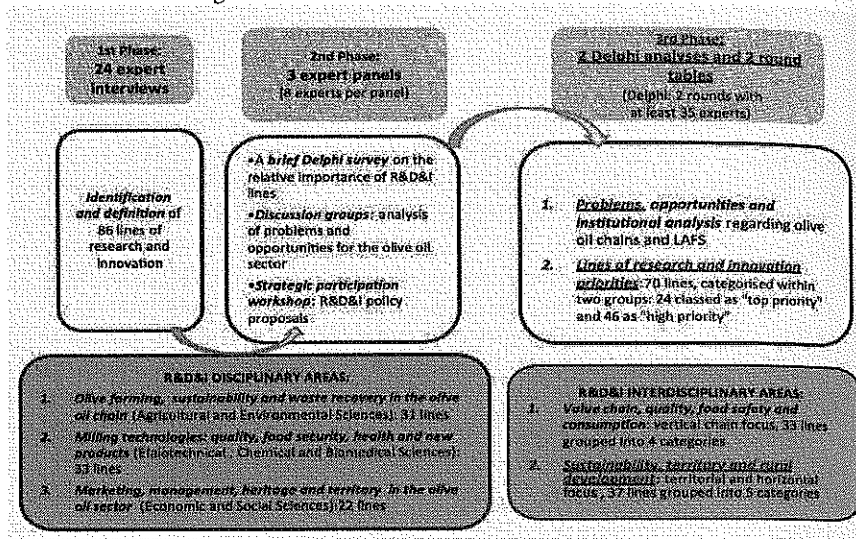 1st Phase:
24 expert
interviews
2nd Phase:
3 expert panels
(8 experts per panel)
3rd Phase:
2 Delphi analyses and 2 round
tables
(Delphi: 2 rounds with
at least 35 experts)
Identification
and definition of
86 lines of
research and
innovation
•A brief Delphi survey on the
relative importance of R&D&I
lines
•Discussion groups: analysis
of problems and
opportunities for the olive oil
sector
•Strategic participation
workshop: R&D&I policy
proposals
1. Problems, opportunities and
institutional analysis regarding olive
oil chains and LAFS
2. Lines of research and innovation
priorities:70 lines, categorised within
two groups: 24 classed as "top priority"
and 46 as "high priority"
R&D&I DISCIPLINARY AREAS:
1. Olive farming, sustainability and waste recovery in the olive
oil chain (Agricultural and Environmental Sciences): 31 lines
2. Milling technologies: quality, food security, health and new
products (Elaiotechnical, Chemical and Biomedical Sciences):
33 lines
3. Marketing, management, heritage and territory in the olive
oil sector (Economic and Social Sciences):22 lines
R&D&I INTERDISCIPLINARY AREAS:
1. Value chain, quality, food safety and
consumption: vertical chain focus, 33 lines
grouped into 4 categories
2. Sustainability, territory and rural
development: territorial and horizontal
focus, 37 lines grouped into 5 categories